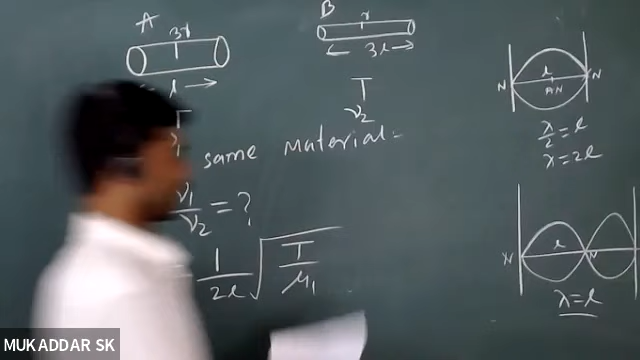 A
3r
l
B
r
3l
T
ν₂
same material:
ν₁/ν₂ = ?
1/2l √(T/μ₁)
N
l
AN
N
λ/2 = l
λ = 2l
N
l
N
λ = l
MUKADDAR SK